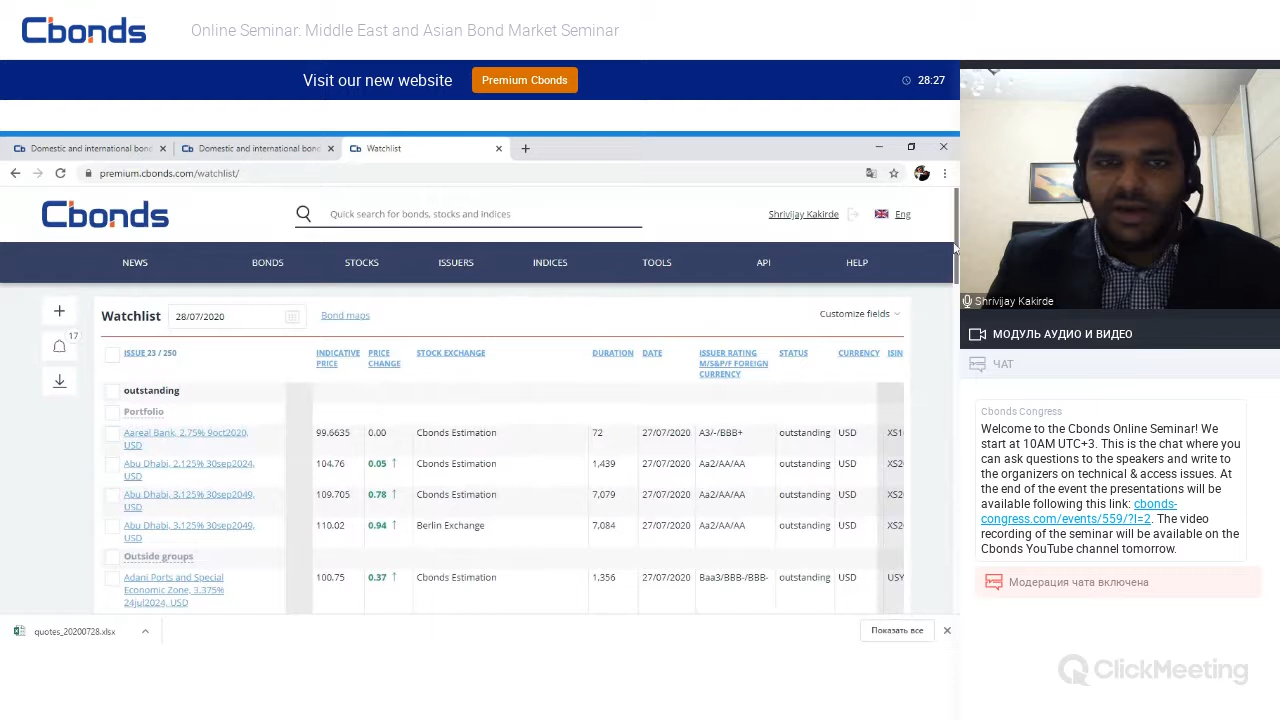 Cbonds
Online Seminar: Middle East and Asian Bond Market Seminar
Visit our new website
Premium Cbonds
28:27
Cb Domestic and international bond
Cb Domestic and international bond
Cb Watchlist
premium.cbonds.com/watchlist/
Cbonds
Quick search for bonds, stocks and indices
Shrivijay Kakirde
Eng
NEWS
BONDS
STOCKS
ISSUERS
INDICES
TOOLS
API
HELP
17
Watchlist
28/07/2020
Bond maps
Customize fields
ISSUE 23 / 250
INDICATIVE PRICE
PRICE CHANGE
STOCK EXCHANGE
DURATION
DATE
ISSUER RATING M/S&P/F FOREIGN CURRENCY
STATUS
CURRENCY
ISIN
outstanding
Portfolio
Aareal Bank, 2.75% 9oct2020, USD
99.6635 0.00 Cbonds Estimation 72 27/07/2020 A3/-/BBB+ outstanding USD XS1
Abu Dhabi, 2.125% 30sep2024, USD
104.76 0.05 ↑ Cbonds Estimation 1,439 27/07/2020 Aa2/AA/AA outstanding USD XS20
Abu Dhabi, 3.125% 30sep2049, USD
109.705 0.78 ↑ Cbonds Estimation 7,079 27/07/2020 Aa2/AA/AA outstanding USD XS20
Abu Dhabi, 3.125% 30sep2049, USD
110.02 0.94 ↑ Berlin Exchange 7,084 27/07/2020 Aa2/AA/AA outstanding USD XS20
Outside groups
Adani Ports and Special Economic Zone, 3.375% 24jul2024, USD
100.75 0.37 ↑ Cbonds Estimation 1,356 27/07/2020 Baa3/BBB-/BBB- outstanding USD USY
quotes_20200728.xlsx
Показать все
Shrivijay Kakirde
МОДУЛЬ АУДИО И ВИДЕО
ЧАТ
Cbonds Congress
Welcome to the Cbonds Online Seminar! We
start at 10AM UTC+3. This is the chat where you
can ask questions to the speakers and write to
the organizers on technical & access issues. At
the end of the event the presentations will be
available following this link: cbonds-
congress.com/events/559/?l=2. The video
recording of the seminar will be available on the
Cbonds YouTube channel tomorrow.
Модерация чата включена
ClickMeeting